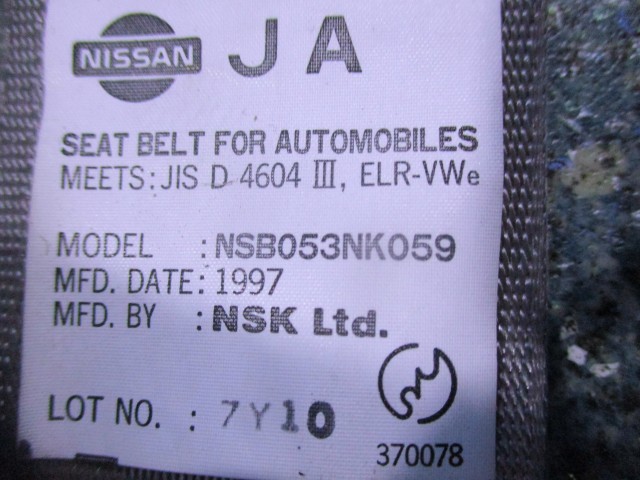 NISSAN JA
SEAT BELT FOR AUTOMOBILES
MEETS: JIS D 4604 III, ELR-VWe
MODEL : NSB053NK059
MFD. DATE: 1997
MFD. BY : NSK Ltd.
LOT NO. : 7Y10
370078